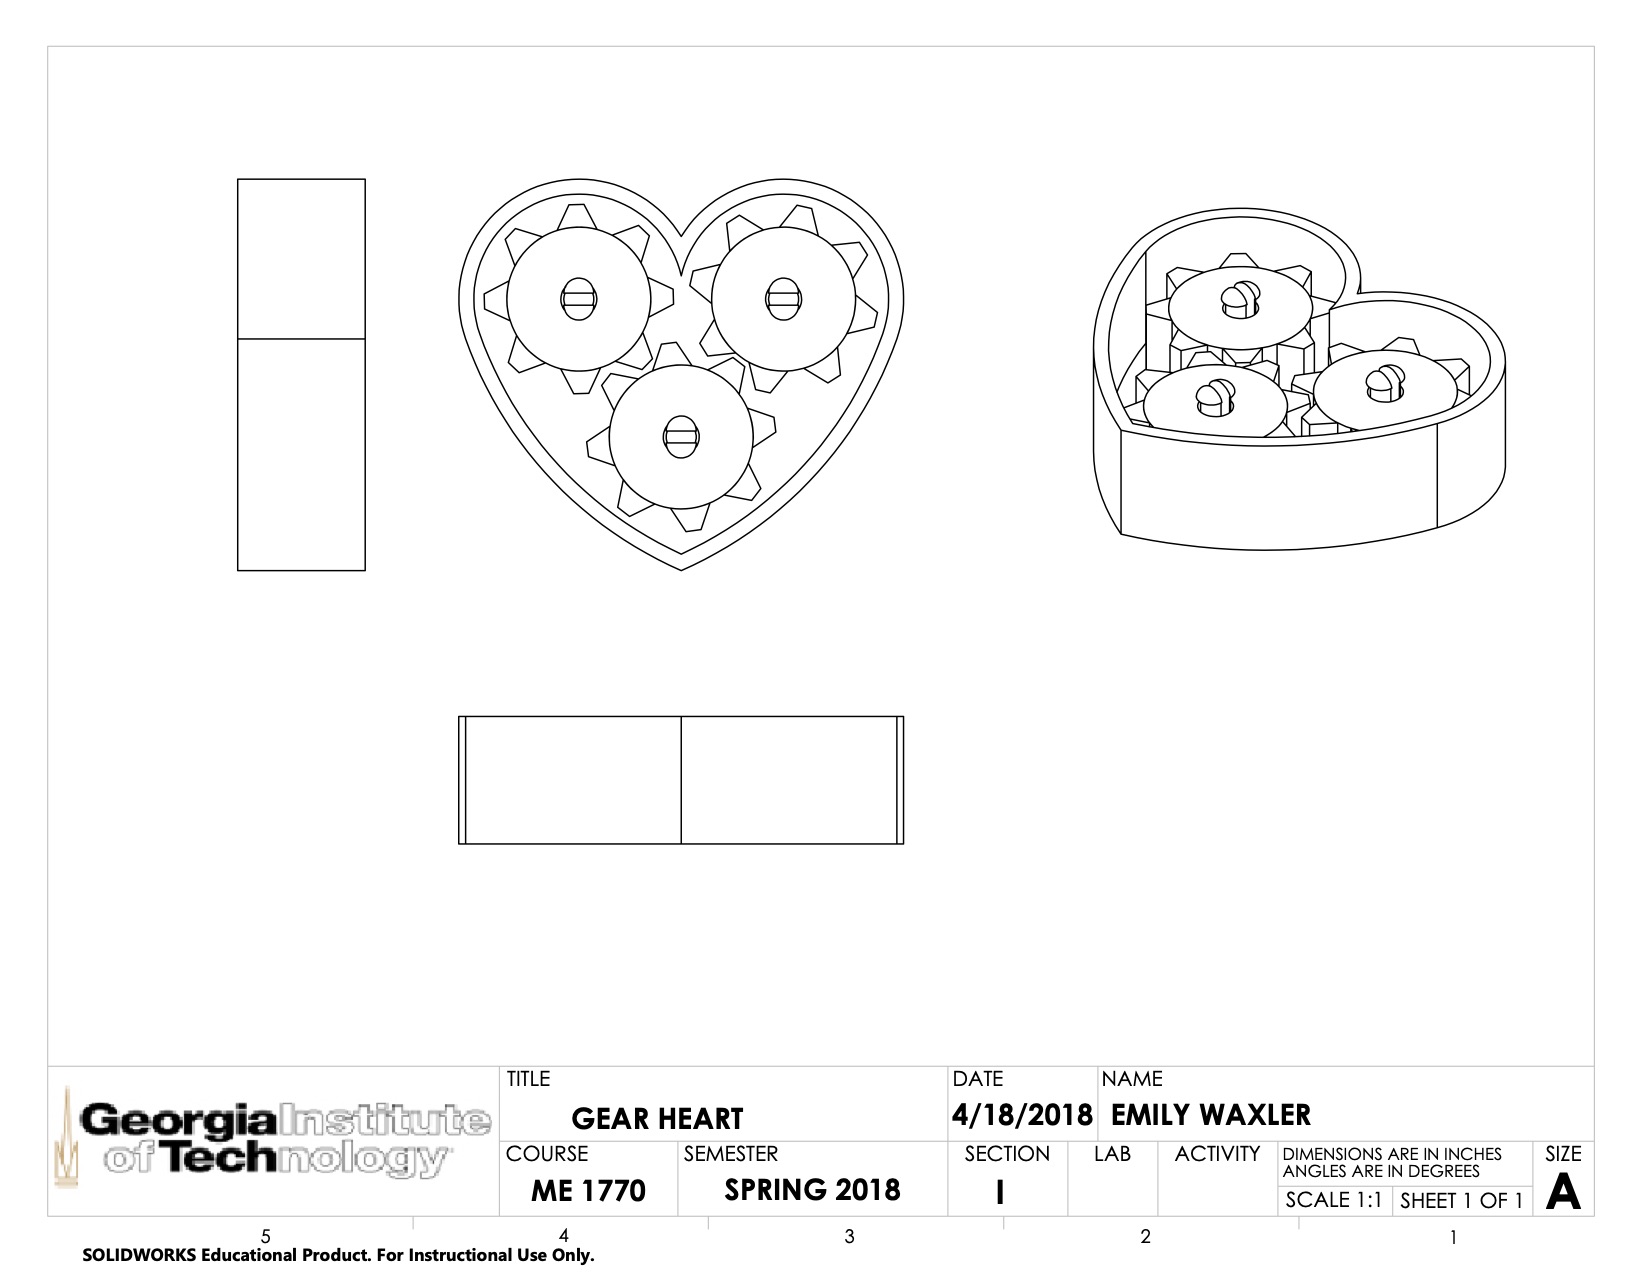 GeorgiaInstitute
of Technology
TITLE
GEAR HEART
DATE
4/18/2018
NAME
EMILY WAXLER
COURSE
ME 1770
SEMESTER
SPRING 2018
SECTION
I
LAB
ACTIVITY
DIMENSIONS ARE IN INCHES
ANGLES ARE IN DEGREES
SCALE 1:1
SHEET 1 OF 1
SIZE
A
5
4
3
2
1
SOLIDWORKS Educational Product. For Instructional Use Only.